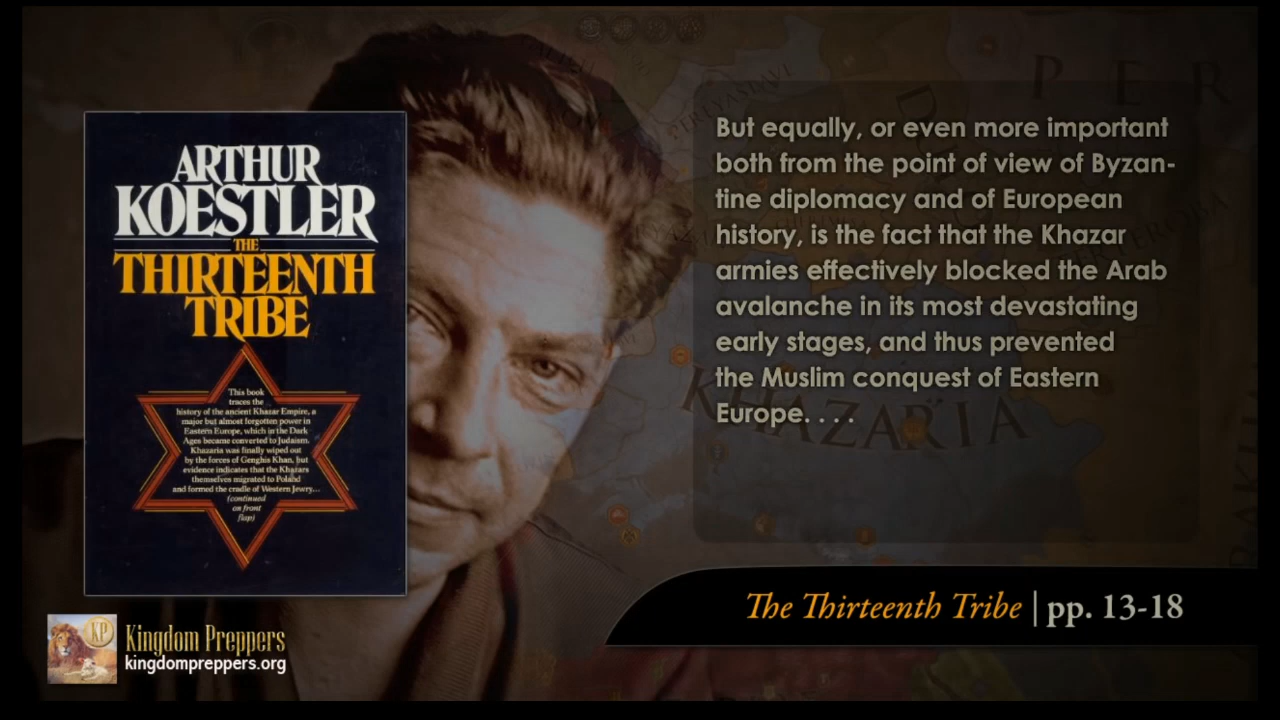 ARTHUR
KOESTLER
THE
THIRTEENTH
TRIBE
This book
traces the
history of the ancient Khazar Empire, a
major but almost forgotten power in
Eastern Europe, which in the Dark
Ages became converted to Judaism.
Khazaria was finally wiped out
by the forces of Genghis Khan, but
evidence indicates that the Khazars
themselves migrated to Poland
and formed the cradle of Western Jewry...
(continued
on front
flap)
But equally, or even more important
both from the point of view of Byzan-
tine diplomacy and of European
history, is the fact that the Khazar
armies effectively blocked the Arab
avalanche in its most devastating
early stages, and thus prevented
the Muslim conquest of Eastern
Europe. . . .
KHAZARIA
The Thirteenth Tribe | pp. 13-18
KP
Kingdom Preppers
kingdompreppers.org